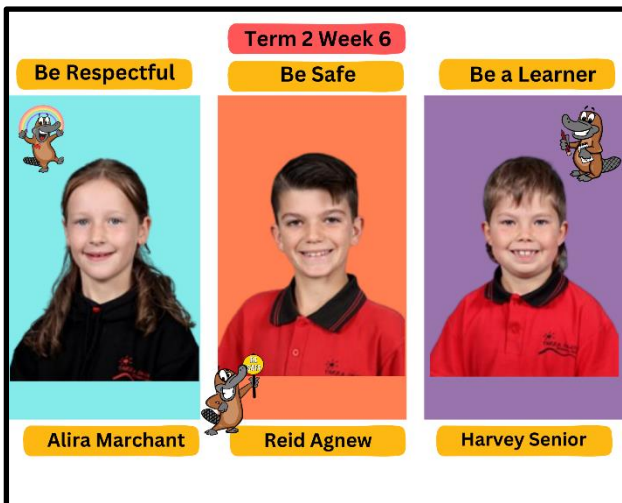 Term 2 Week 6
Be Respectful
Be Safe
Be a Learner
Alira Marchant
Reid Agnew
Harvey Senior